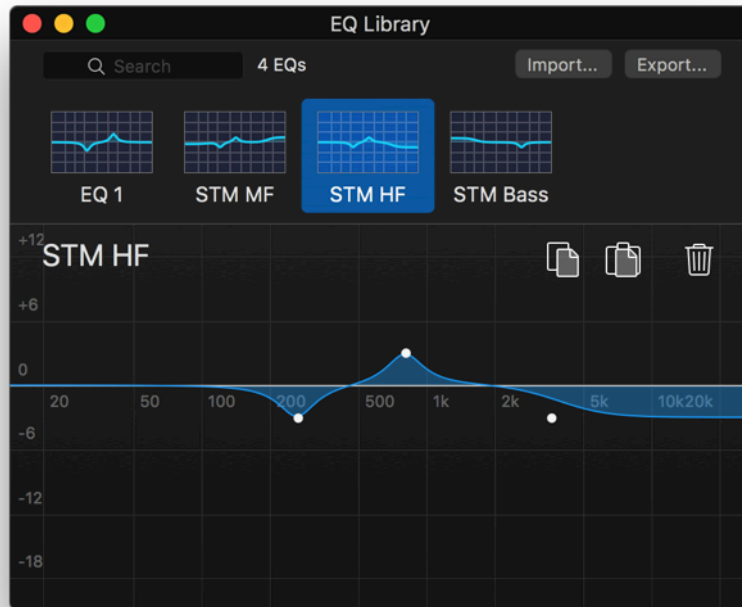 EQ Library
Search
4 EQs
Import...
Export...
EQ 1
STM MF
STM HF
STM Bass
+12
STM HF
+6
0
20
50
100
200
500
1k
2k
5k
10k20k
-6
-12
-18